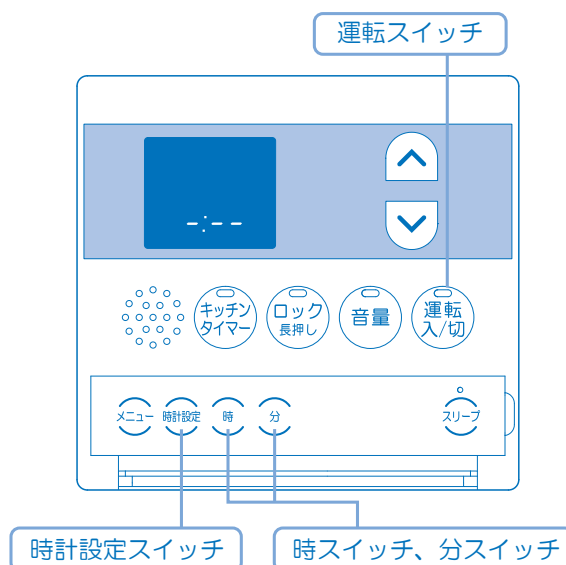 運転スイッチ
-:--
キッチン
タイマー
ロック
長押し
音量
運転
入/切
メニュー
時計設定
時
分
スリープ
時計設定スイッチ
時スイッチ、分スイッチ